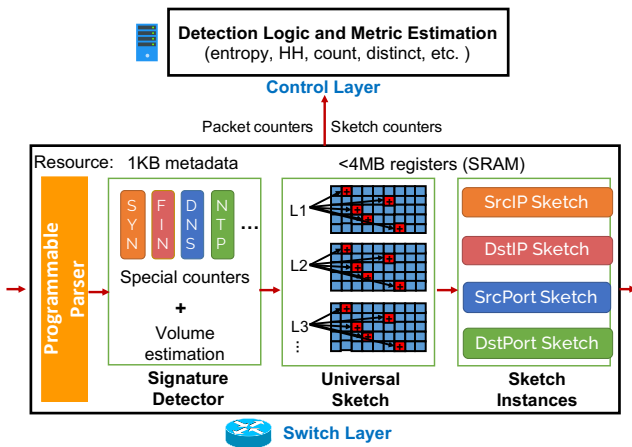 Detection Logic and Metric Estimation
(entropy, HH, count, distinct, etc. )
Control Layer
Packet counters
Sketch counters
Resource:
1KB metadata
<4MB registers (SRAM)
Programmable
Parser
SYN
FIN
DNS
NTP
...
Special counters
+
Volume
estimation
Signature
Detector
L1
L2
L3
⋮
Universal
Sketch
SrcIP Sketch
DstIP Sketch
SrcPort Sketch
DstPort Sketch
Sketch
Instances
Switch Layer